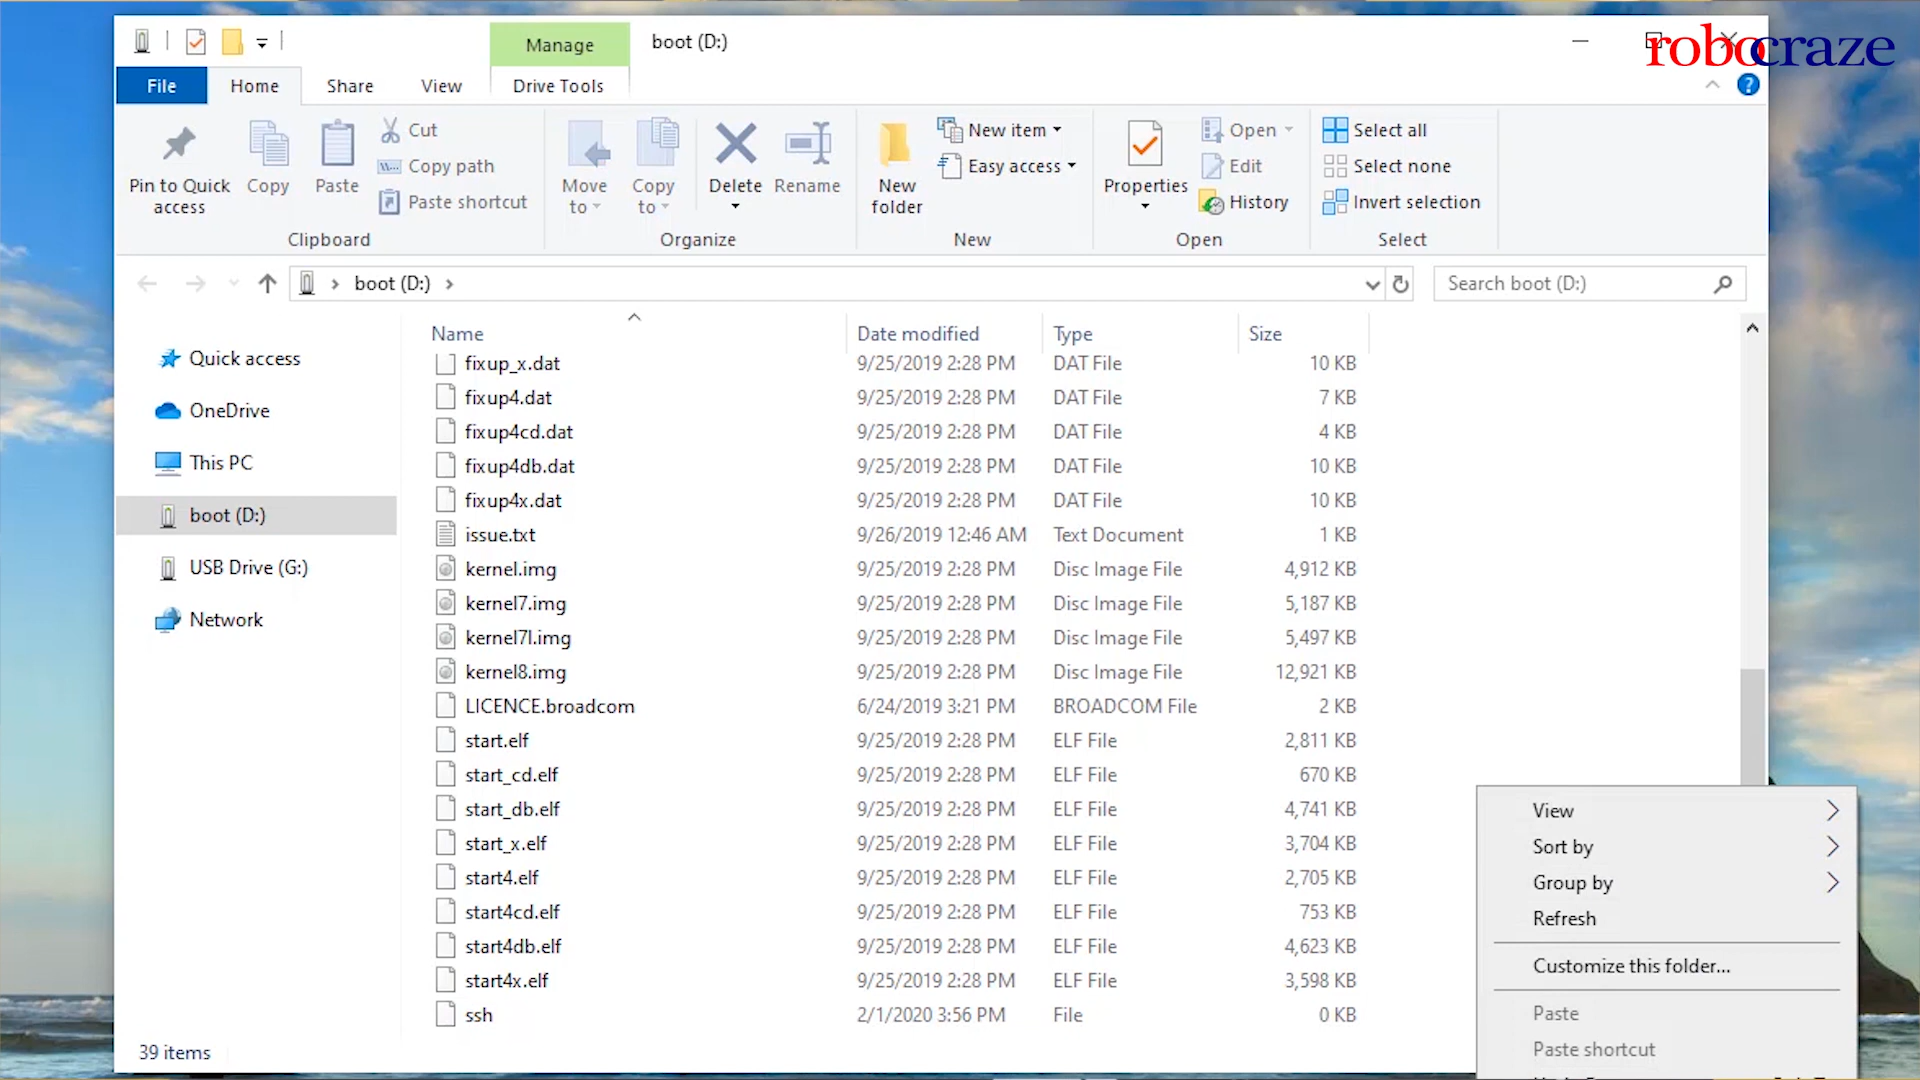 Manage
boot (D:)
robocraze
File
Home
Share
View
Drive Tools
Pin to Quick
access
Copy
Paste
Cut
Copy path
Paste shortcut
Clipboard
Move
to
Copy
to
Delete
Rename
Organize
New
folder
New item
Easy access
New
Properties
Open
Edit
History
Open
Select all
Select none
Invert selection
Select
boot (D:)
Search boot (D:)
Quick access
OneDrive
This PC
boot (D:)
USB Drive (G:)
Network
Name Date modified Type Size
fixup_x.dat 9/25/2019 2:28 PM DAT File 10 KB
fixup4.dat 9/25/2019 2:28 PM DAT File 7 KB
fixup4cd.dat 9/25/2019 2:28 PM DAT File 4 KB
fixup4db.dat 9/25/2019 2:28 PM DAT File 10 KB
fixup4x.dat 9/25/2019 2:28 PM DAT File 10 KB
issue.txt 9/26/2019 12:46 AM Text Document 1 KB
kernel.img 9/25/2019 2:28 PM Disc Image File 4,912 KB
kernel7.img 9/25/2019 2:28 PM Disc Image File 5,187 KB
kernel7l.img 9/25/2019 2:28 PM Disc Image File 5,497 KB
kernel8.img 9/25/2019 2:28 PM Disc Image File 12,921 KB
LICENCE.broadcom 6/24/2019 3:21 PM BROADCOM File 2 KB
start.elf 9/25/2019 2:28 PM ELF File 2,811 KB
start_cd.elf 9/25/2019 2:28 PM ELF File 670 KB
start_db.elf 9/25/2019 2:28 PM ELF File 4,741 KB
start_x.elf 9/25/2019 2:28 PM ELF File 3,704 KB
start4.elf 9/25/2019 2:28 PM ELF File 2,705 KB
start4cd.elf 9/25/2019 2:28 PM ELF File 753 KB
start4db.elf 9/25/2019 2:28 PM ELF File 4,623 KB
start4x.elf 9/25/2019 2:28 PM ELF File 3,598 KB
ssh 2/1/2020 3:56 PM File 0 KB
39 items
View
Sort by
Group by
Refresh
Customize this folder...
Paste
Paste shortcut